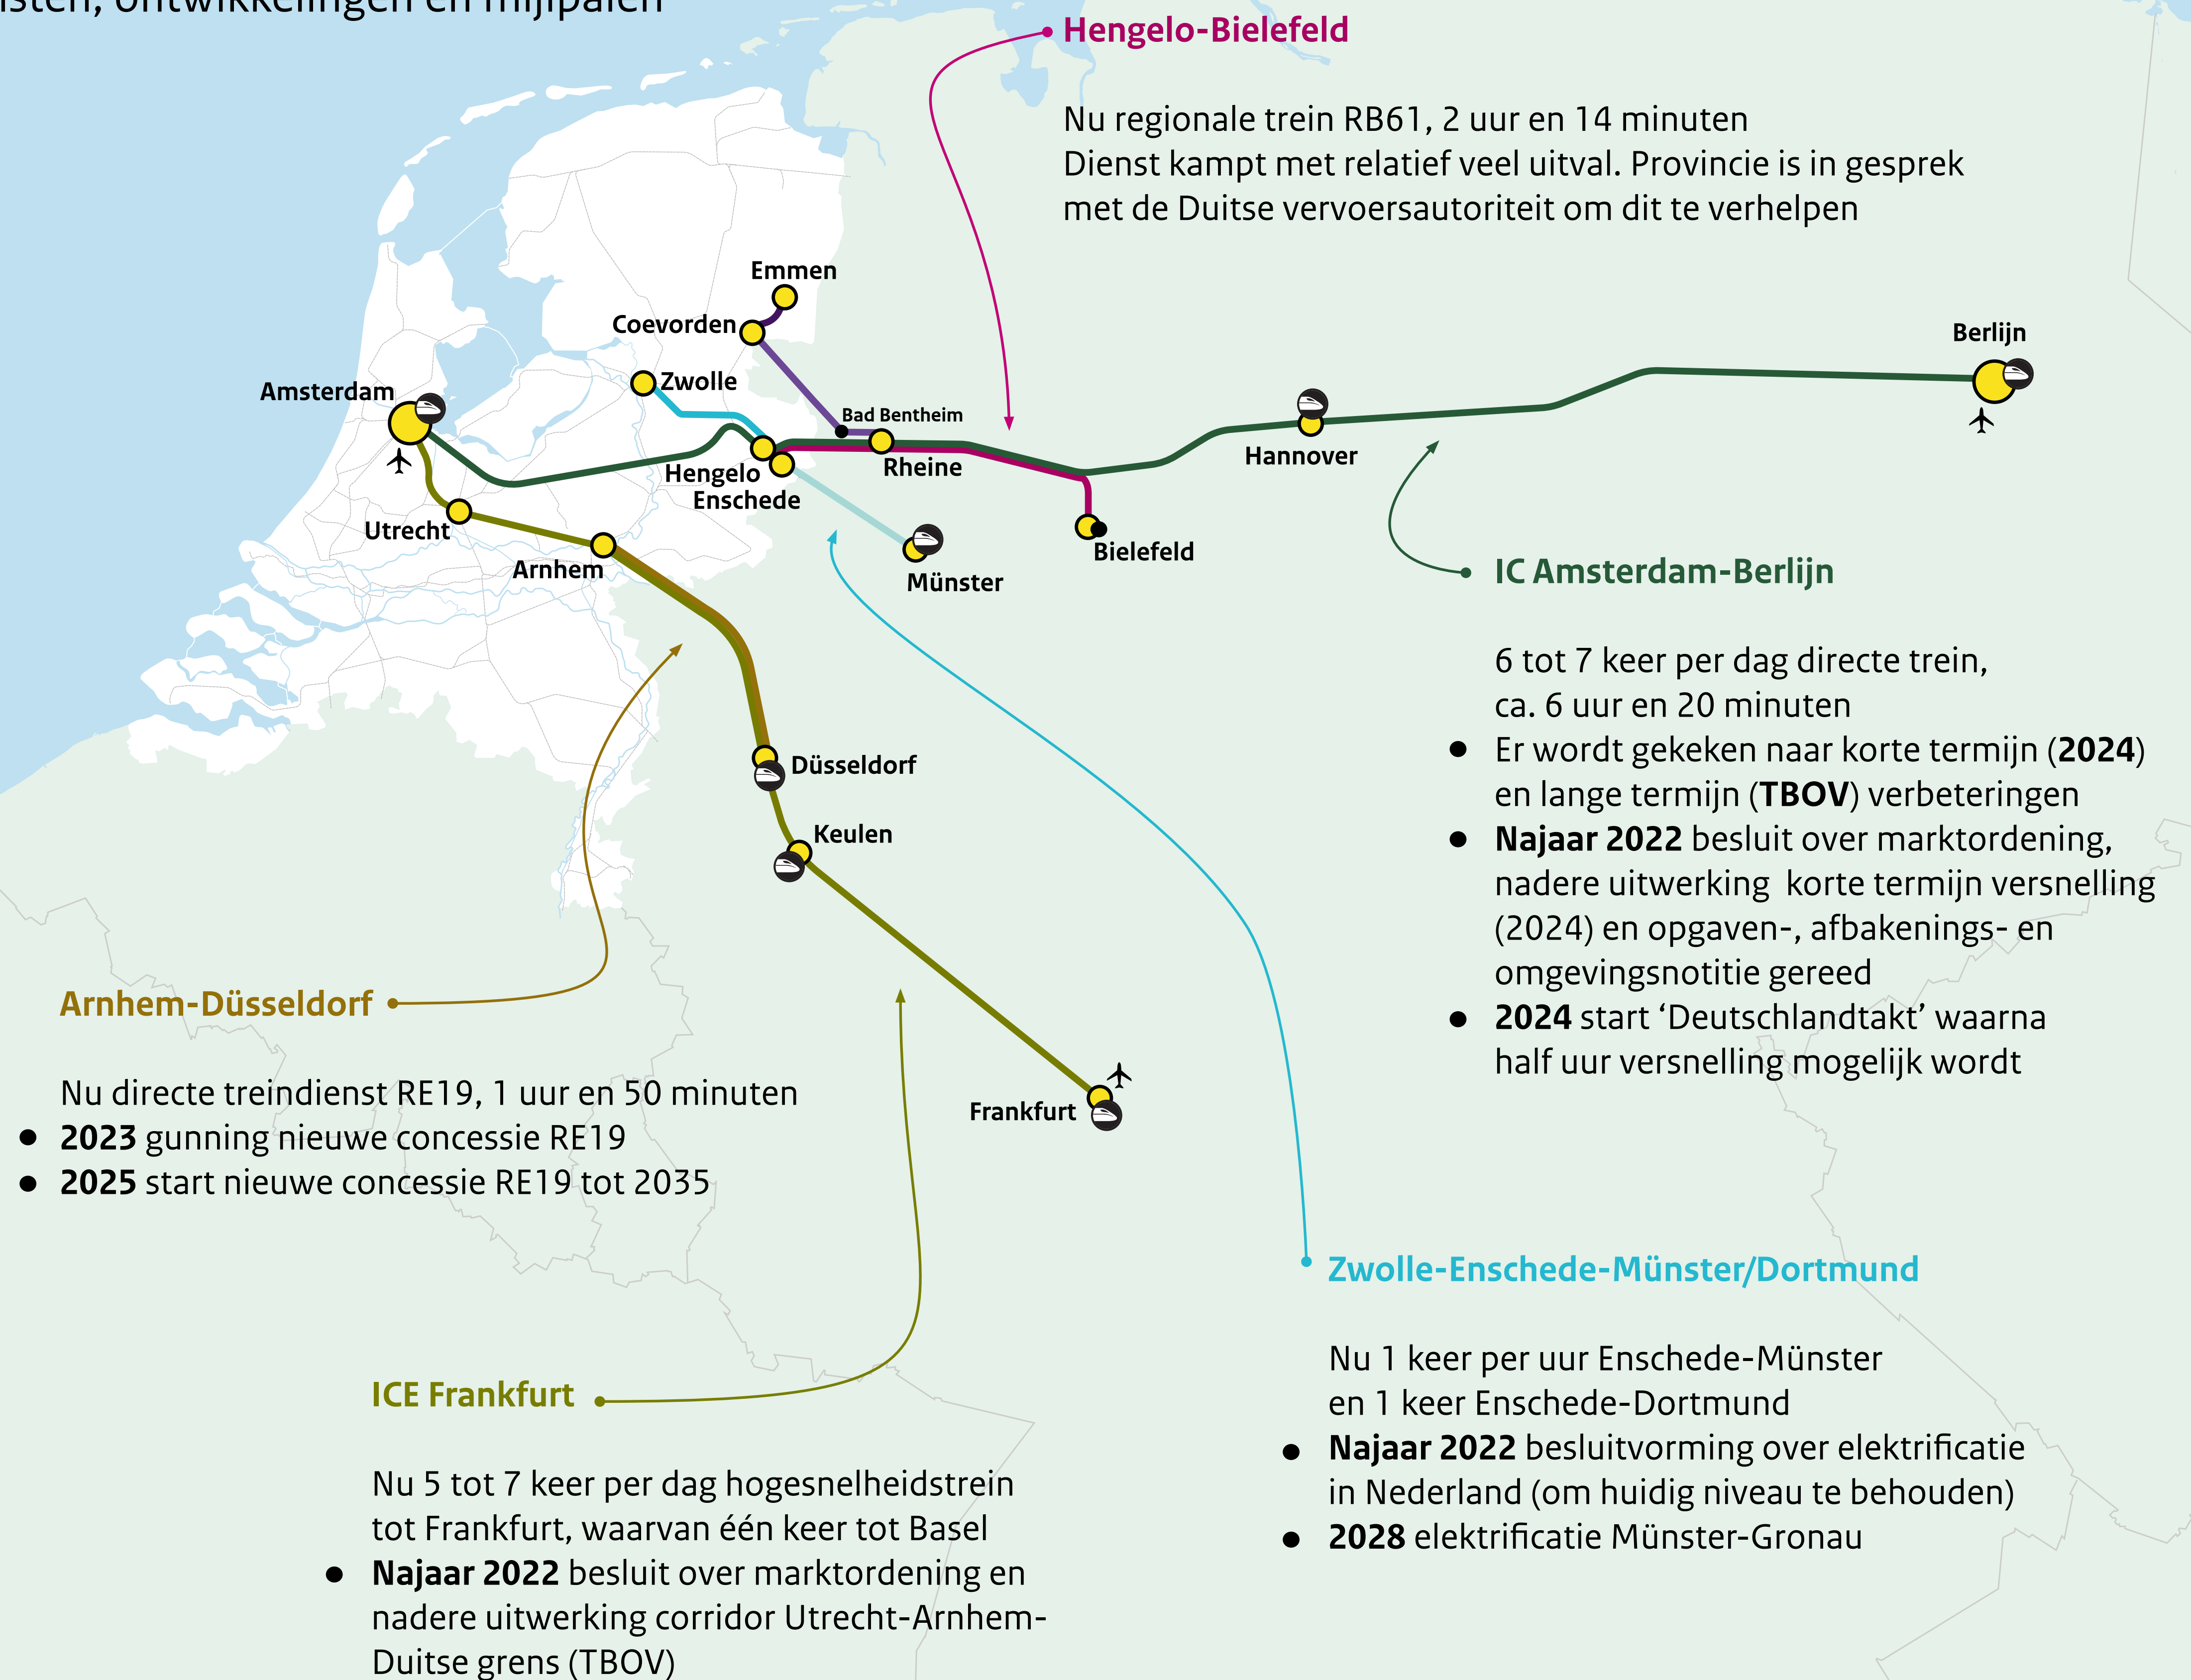 ontwikkelingen en mijlpalen
Hengelo-Bielefeld
Nu regionale trein RB61, 2 uur en 14 minuten
Dienst kampt met relatief veel uitval. Provincie is in gesprek
met de Duitse vervoersautoriteit om dit te verhelpen
Emmen
Coevorden
Zwolle
Amsterdam
Bad Bentheim
Rheine
Hengelo
Enschede
Utrecht
Arnhem
Münster
Bielefeld
Hannover
Berlijn
Düsseldorf
Keulen
Frankfurt
IC Amsterdam-Berlijn
6 tot 7 keer per dag directe trein,
ca. 6 uur en 20 minuten
● Er wordt gekeken naar korte termijn (2024)
en lange termijn (TBOV) verbeteringen
● Najaar 2022 besluit over marktordening,
nadere uitwerking korte termijn versnelling
(2024) en opgaven-, afbakenings- en
omgevingsnotitie gereed
● 2024 start ‘Deutschlandtakt’ waarna
half uur versnelling mogelijk wordt
Arnhem-Düsseldorf
Nu directe treindienst RE19, 1 uur en 50 minuten
● 2023 gunning nieuwe concessie RE19
● 2025 start nieuwe concessie RE19 tot 2035
Zwolle-Enschede-Münster/Dortmund
Nu 1 keer per uur Enschede-Münster
en 1 keer Enschede-Dortmund
● Najaar 2022 besluitvorming over elektrificatie
in Nederland (om huidig niveau te behouden)
● 2028 elektrificatie Münster-Gronau
ICE Frankfurt
Nu 5 tot 7 keer per dag hogesnelheidstrein
tot Frankfurt, waarvan één keer tot Basel
● Najaar 2022 besluit over marktordening en
nadere uitwerking corridor Utrecht-Arnhem-
Duitse grens (TBOV)